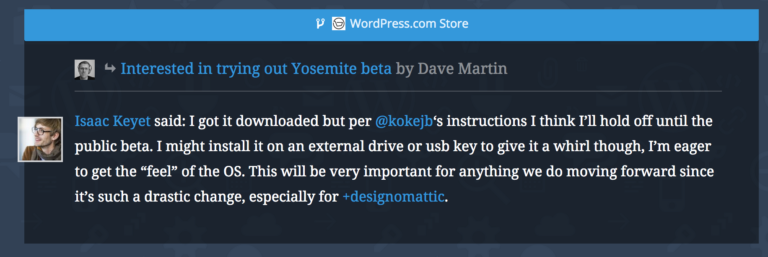 WordPress.com Store
↪ Interested in trying out Yosemite beta by Dave Martin
Isaac Keyet said: I got it downloaded but per @kokejb‘s instructions I think I’ll hold off until the
public beta. I might install it on an external drive or usb key to give it a whirl though, I’m eager
to get the “feel” of the OS. This will be very important for anything we do moving forward since
it’s such a drastic change, especially for +designomattic.